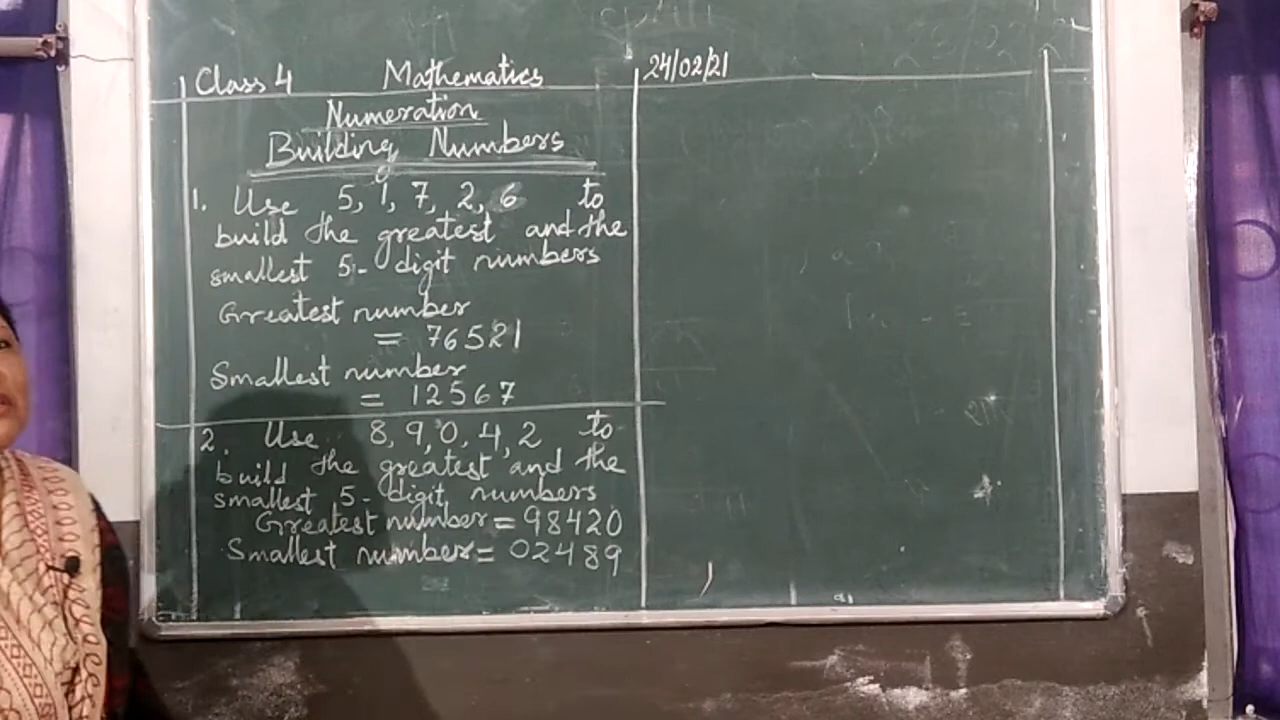 Class 4 Mathematics 24/02/21
Numeration
Building Numbers
1. Use 5, 1, 7, 2, 6 to
build the greatest and the
smallest 5-digit numbers
Greatest number
= 76521
Smallest number
= 12567
2. Use 8, 9, 0, 4, 2 to
build the greatest and the
smallest 5-digit numbers
Greatest number = 98420
Smallest number = 02489